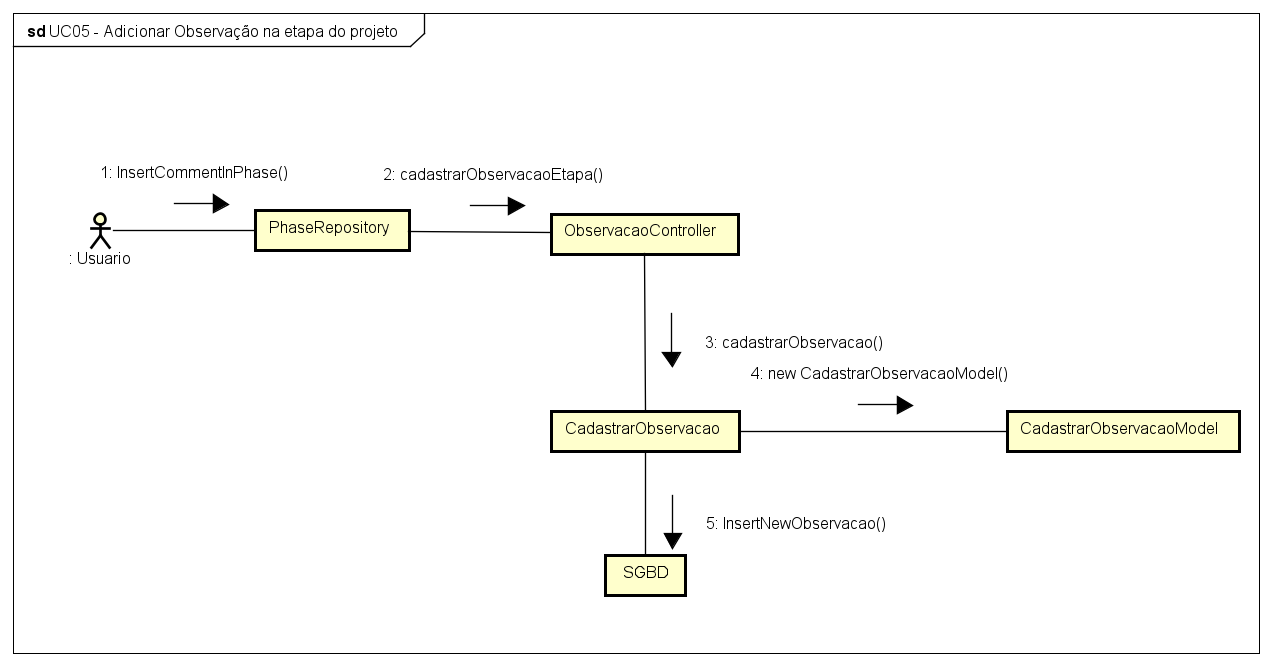 sd UC05 - Adicionar Observação na etapa do projeto
1: InsertCommentInPhase()
2: cadastrarObservacaoEtapa()
PhaseRepository
ObservacaoController
: Usuario
3: cadastrarObservacao()
4: new CadastrarObservacaoModel()
CadastrarObservacao
CadastrarObservacaoModel
5: InsertNewObservacao()
SGBD